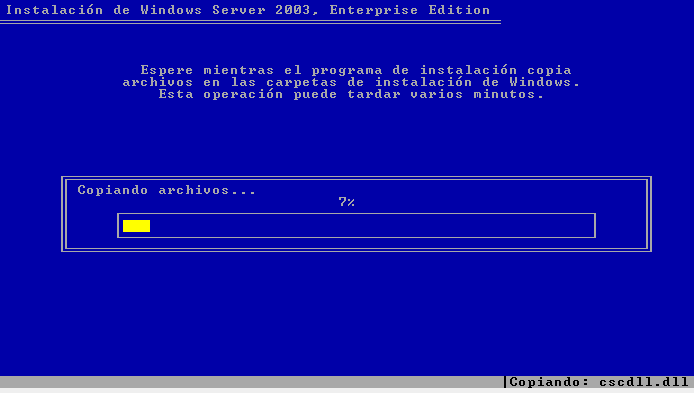 Instalación de Windows Server 2003, Enterprise Edition
Espere mientras el programa de instalación copia
archivos en las carpetas de instalación de Windows.
Esta operación puede tardar varios minutos.
Copiando archivos...
7%
Copiando: cscdll.dll